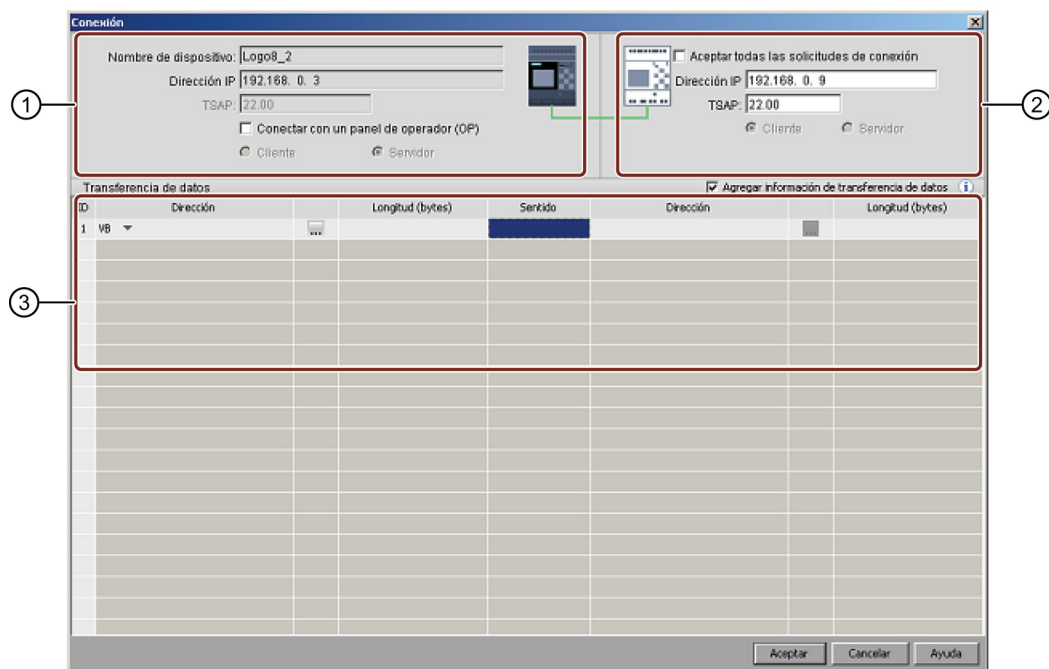 Conexión
Nombre de dispositivo: Logo8_2
Dirección IP 192.168. 0. 3
TSAP: 22.00
Conectar con un panel de operador (OP)
Cliente Servidor
Aceptar todas las solicitudes de conexión
Dirección IP 192.168. 0. 9
TSAP: 22.00
Cliente Servidor
1
2
Transferencia de datos Agregar información de transferencia de datos i
ID Dirección Longitud (bytes) Sentido Dirección Longitud (bytes)
1 VB ... ...
3
Aceptar Cancelar Ayuda